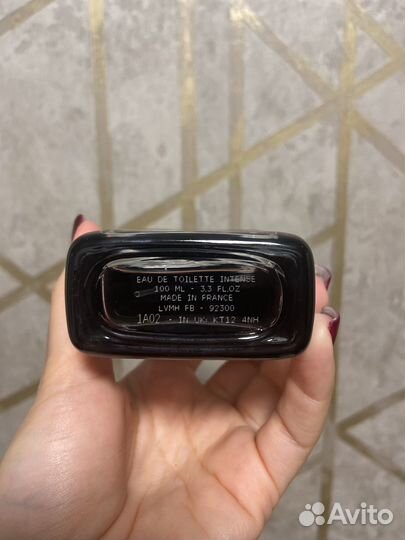 EAU DE TOILETTE INTENSE
100 ML - 3.3 FL.OZ
MADE IN FRANCE
LVMH FB - 92300
1A02 - IN UK: KT12 4NH
Avito